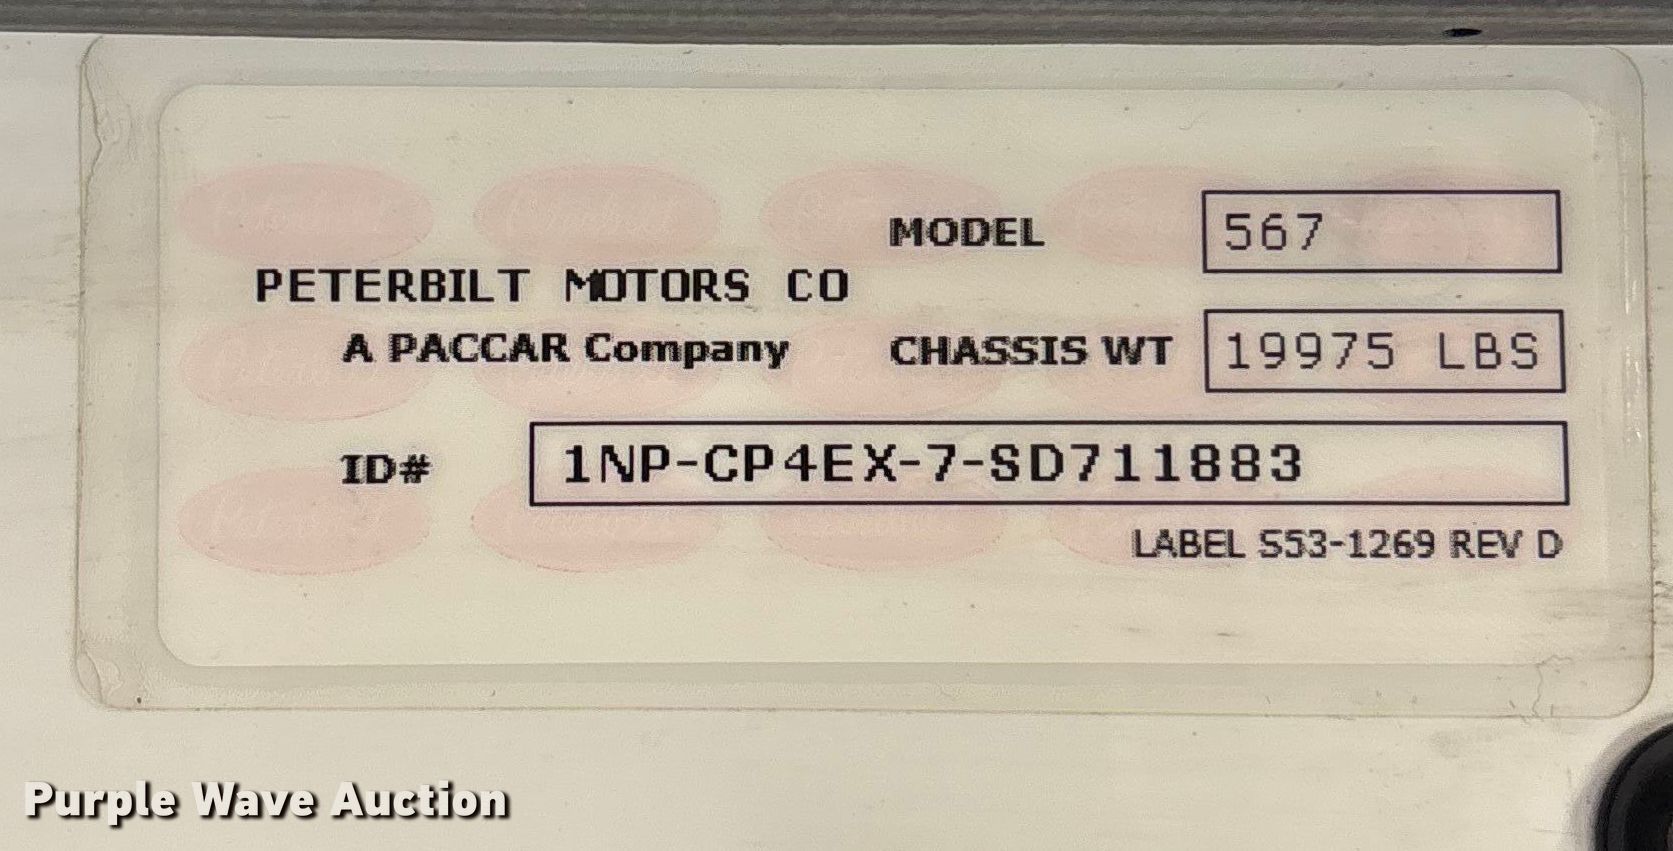 MODEL 567
PETERBILT MOTORS CO
A PACCAR Company
CHASSIS WT 19975 LBS
ID# 1NP-CP4EX-7-SD711883
LABEL S53-1269 REV D
Purple Wave Auction